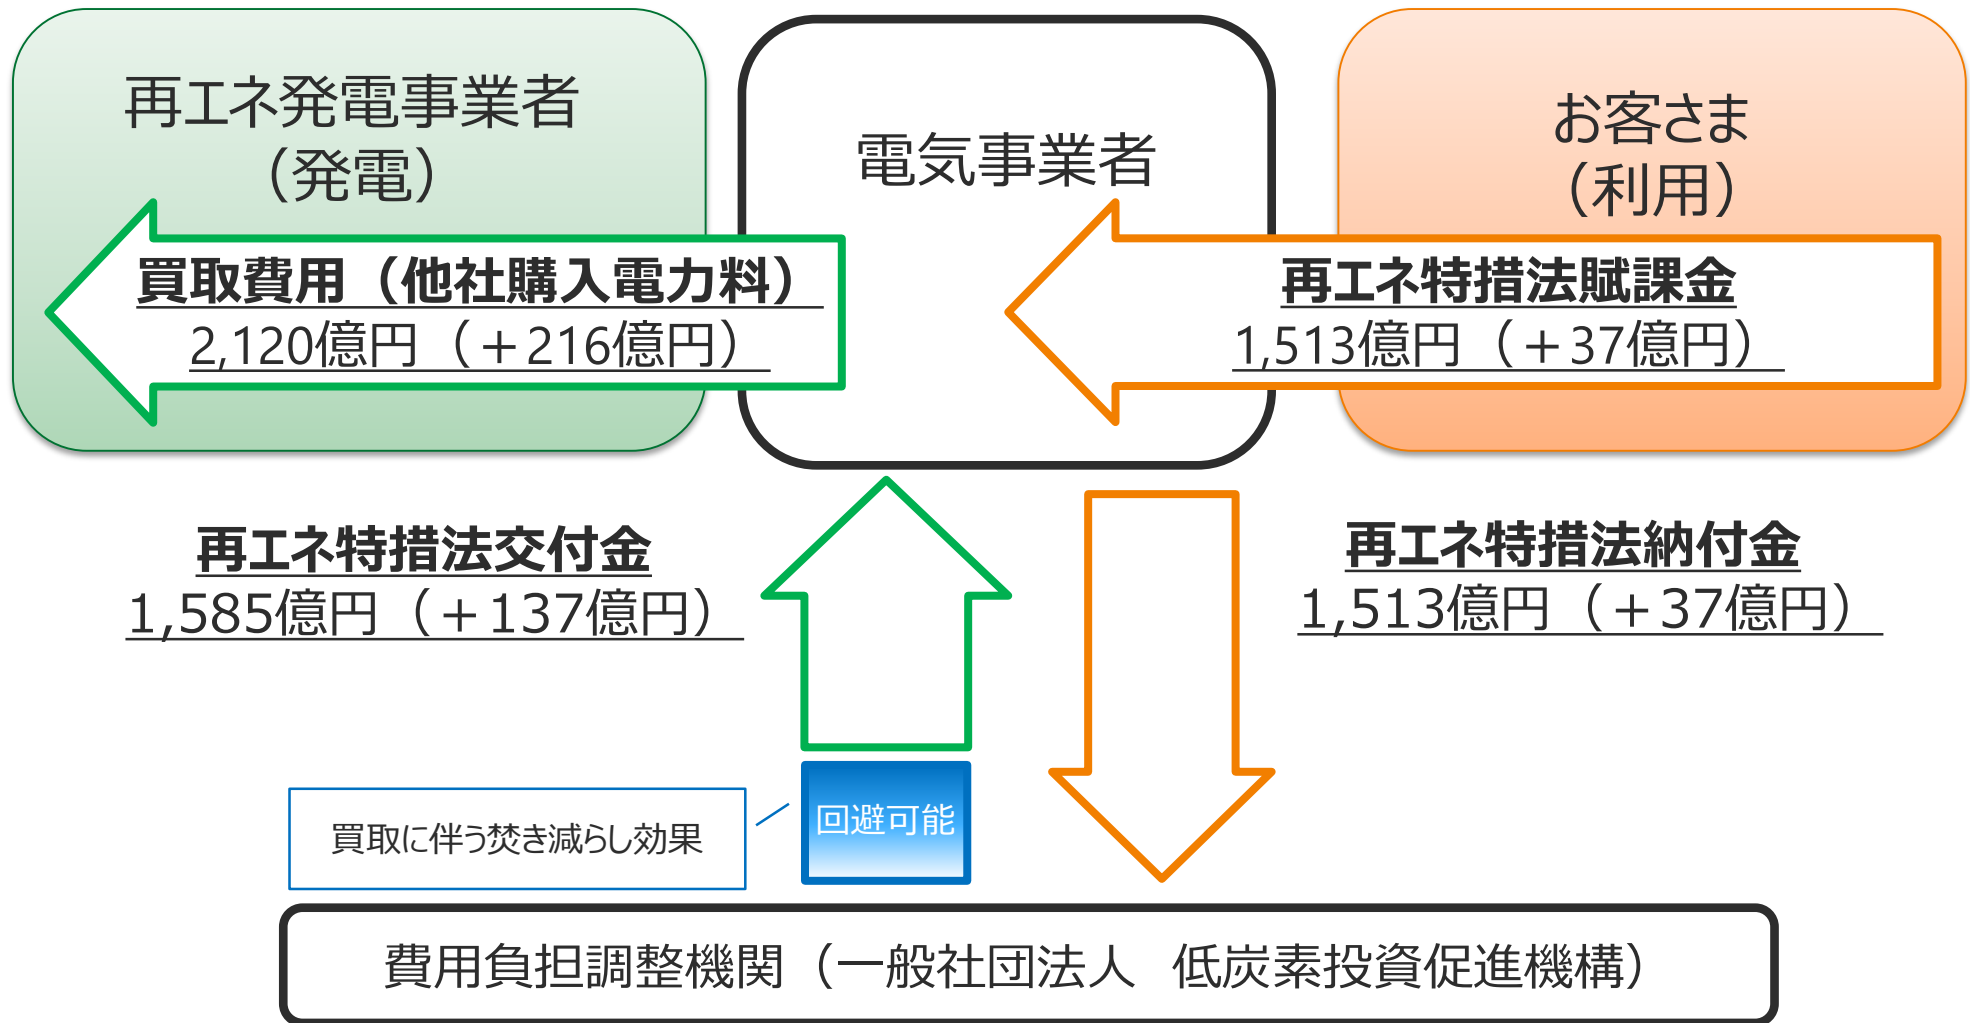 再エネ発電事業者
（発電）
電気事業者
お客さま
（利用）
買取費用（他社購入電力料）
2,120億円（＋216億円）
再エネ特措法賦課金
1,513億円（＋37億円）
再エネ特措法交付金
1,585億円（＋137億円）
再エネ特措法納付金
1,513億円（＋37億円）
回避可能
買取に伴う焚き減らし効果
費用負担調整機関（一般社団法人　低炭素投資促進機構）